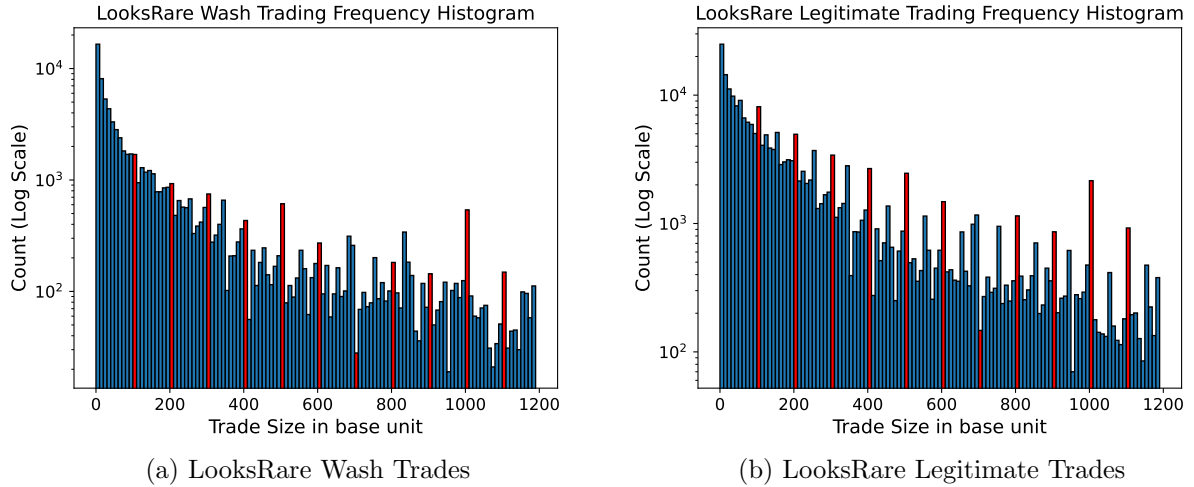 LooksRare Wash Trading Frequency Histogram
10^4
10^3
10^2
Count (Log Scale)
0 200 400 600 800 1000 1200
Trade Size in base unit
(a) LooksRare Wash Trades
LooksRare Legitimate Trading Frequency Histogram
10^4
10^3
10^2
Count (Log Scale)
0 200 400 600 800 1000 1200
Trade Size in base unit
(b) LooksRare Legitimate Trades